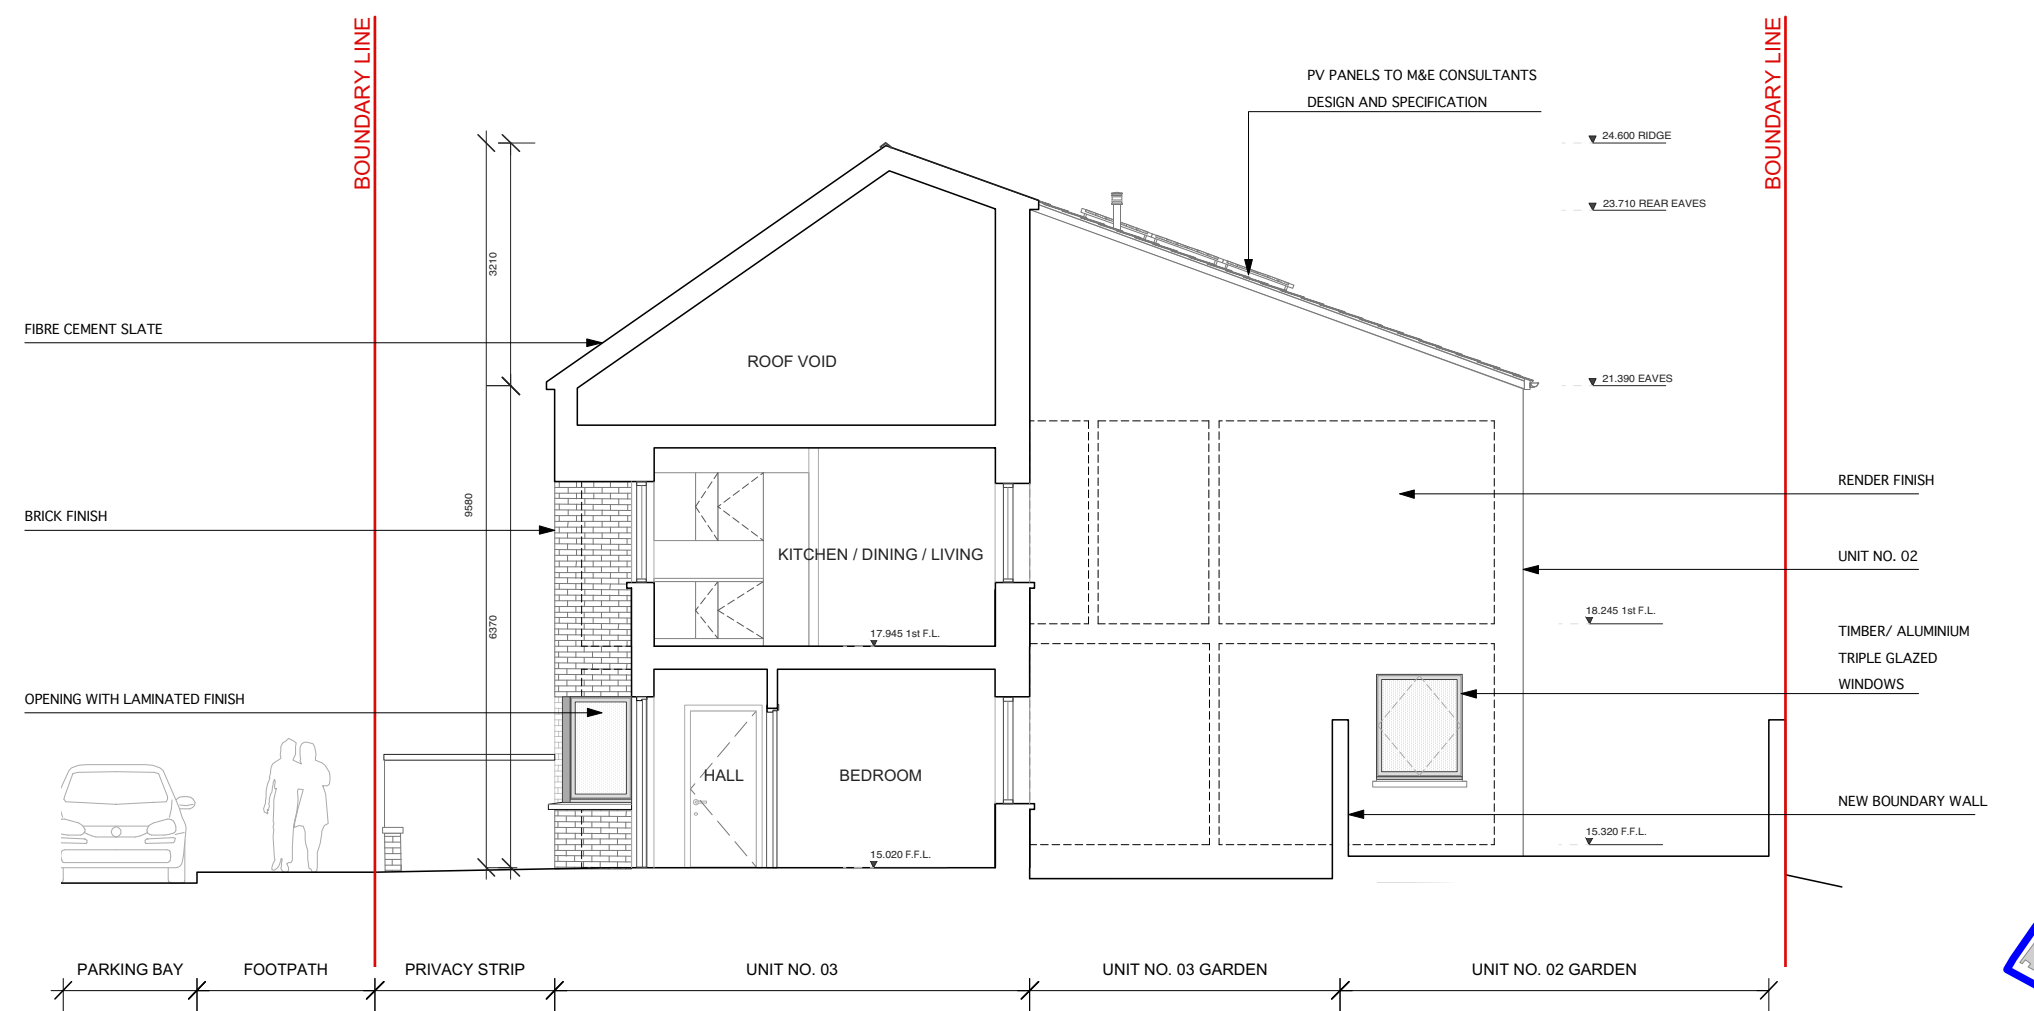 BOUNDARY LINE
BOUNDARY LINE
PV PANELS TO M&E CONSULTANTS
DESIGN AND SPECIFICATION
24.600 RIDGE
23.710 REAR EAVES
3210
FIBRE CEMENT SLATE
ROOF VOID
21.390 EAVES
RENDER FINISH
9580
BRICK FINISH
KITCHEN / DINING / LIVING
UNIT NO. 02
18.245 1st F.L.
6370
17.945 1st F.L.
TIMBER/ ALUMINIUM
TRIPLE GLAZED
WINDOWS
OPENING WITH LAMINATED FINISH
HALL
BEDROOM
NEW BOUNDARY WALL
15.320 F.F.L.
15.020 F.F.L.
PARKING BAY
FOOTPATH
PRIVACY STRIP
UNIT NO. 03
UNIT NO. 03 GARDEN
UNIT NO. 02 GARDEN